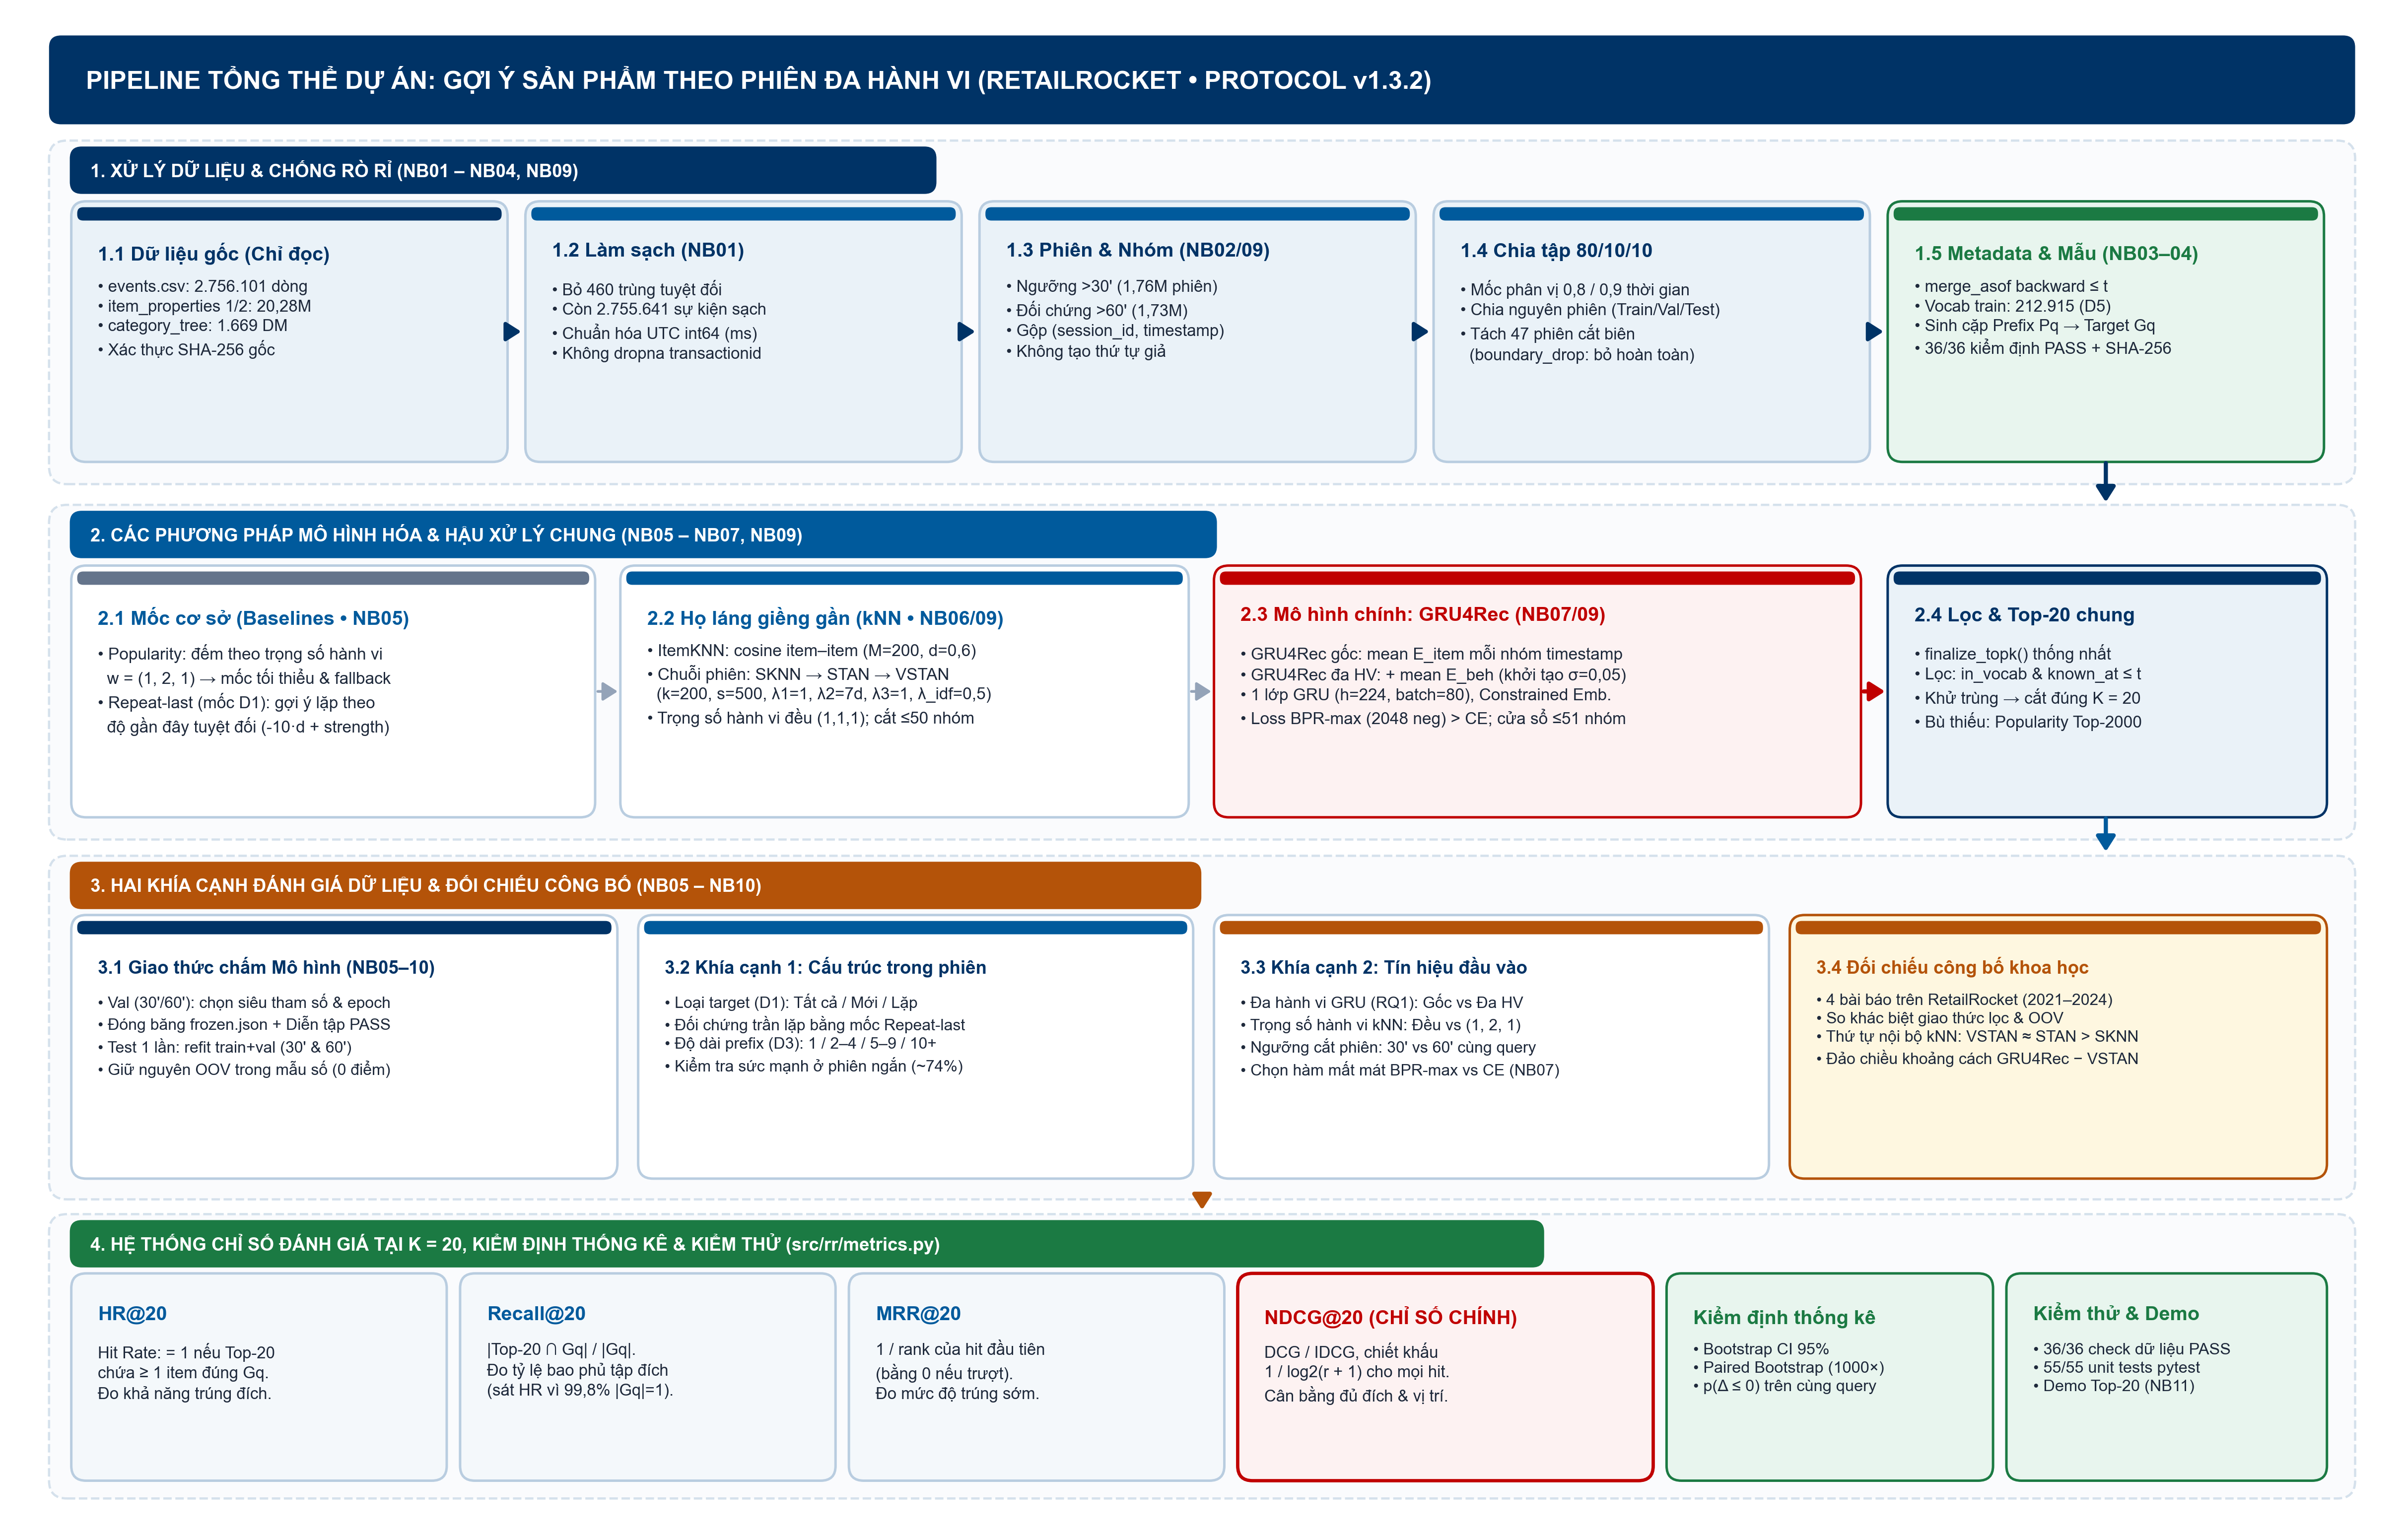 PIPELINE TỔNG THỂ DỰ ÁN: GỢI Ý SẢN PHẨM THEO PHIÊN ĐA HÀNH VI (RETAILROCKET • PROTOCOL v1.3.2)
1. XỬ LÝ DỮ LIỆU & CHỐNG RÒ RỈ (NB01 – NB04, NB09)
1.1 Dữ liệu gốc (Chỉ đọc)
• events.csv: 2.756.101 dòng
• item_properties 1/2: 20,28M
• category_tree: 1.669 DM
• Xác thực SHA-256 gốc
1.2 Làm sạch (NB01)
• Bỏ 460 trùng tuyệt đối
• Còn 2.755.641 sự kiện sạch
• Chuẩn hóa UTC int64 (ms)
• Không dropna transactionid
1.3 Phiên & Nhóm (NB02/09)
• Ngưỡng >30' (1,76M phiên)
• Đối chứng >60' (1,73M)
• Gộp (session_id, timestamp)
• Không tạo thứ tự giả
1.4 Chia tập 80/10/10
• Mốc phân vị 0,8 / 0,9 thời gian
• Chia nguyên phiên (Train/Val/Test)
• Tách 47 phiên cắt biên
(boundary_drop: bỏ hoàn toàn)
1.5 Metadata & Mẫu (NB03–04)
• merge_asof backward ≤ t
• Vocab train: 212.915 (D5)
• Sinh cặp Prefix Pq → Target Gq
• 36/36 kiểm định PASS + SHA-256
2. CÁC PHƯƠNG PHÁP MÔ HÌNH HÓA & HẬU XỬ LÝ CHUNG (NB05 – NB07, NB09)
2.1 Mốc cơ sở (Baselines • NB05)
• Popularity: đếm theo trọng số hành vi
w = (1, 2, 1) → mốc tối thiểu & fallback
• Repeat-last (mốc D1): gợi ý lặp theo
độ gần đây tuyệt đối (-10·d + strength)
2.2 Họ láng giềng gần (kNN • NB06/09)
• ItemKNN: cosine item–item (M=200, d=0,6)
• Chuỗi phiên: SKNN → STAN → VSTAN
(k=200, s=500, λ1=1, λ2=7d, λ3=1, λ_idf=0,5)
• Trọng số hành vi đều (1,1,1); cắt ≤50 nhóm
2.3 Mô hình chính: GRU4Rec (NB07/09)
• GRU4Rec gốc: mean E_item mỗi nhóm timestamp
• GRU4Rec đa HV: + mean E_beh (khởi tạo σ=0,05)
• 1 lớp GRU (h=224, batch=80), Constrained Emb.
• Loss BPR-max (2048 neg) > CE; cửa sổ ≤51 nhóm
2.4 Lọc & Top-20 chung
• finalize_topk() thống nhất
• Lọc: in_vocab & known_at ≤ t
• Khử trùng → cắt đúng K = 20
• Bù thiếu: Popularity Top-2000
3. HAI KHÍA CẠNH ĐÁNH GIÁ DỮ LIỆU & ĐỐI CHIẾU CÔNG BỐ (NB05 – NB10)
3.1 Giao thức chấm Mô hình (NB05–10)
• Val (30'/60'): chọn siêu tham số & epoch
• Đóng băng frozen.json + Diễn tập PASS
• Test 1 lần: refit train+val (30' & 60')
• Giữ nguyên OOV trong mẫu số (0 điểm)
3.2 Khía cạnh 1: Cấu trúc trong phiên
• Loại target (D1): Tất cả / Mới / Lặp
• Đối chứng trần lặp bằng mốc Repeat-last
• Độ dài prefix (D3): 1 / 2–4 / 5–9 / 10+
• Kiểm tra sức mạnh ở phiên ngắn (~74%)
3.3 Khía cạnh 2: Tín hiệu đầu vào
• Đa hành vi GRU (RQ1): Gốc vs Đa HV
• Trọng số hành vi kNN: Đều vs (1, 2, 1)
• Ngưỡng cắt phiên: 30' vs 60' cùng query
• Chọn hàm mất mát BPR-max vs CE (NB07)
3.4 Đối chiếu công bố khoa học
• 4 bài báo trên RetailRocket (2021–2024)
• So khác biệt giao thức lọc & OOV
• Thứ tự nội bộ kNN: VSTAN ≈ STAN > SKNN
• Đảo chiều khoảng cách GRU4Rec − VSTAN
4. HỆ THỐNG CHỈ SỐ ĐÁNH GIÁ TẠI K = 20, KIỂM ĐỊNH THỐNG KÊ & KIỂM THỬ (src/rr/metrics.py)
HR@20
Hit Rate: = 1 nếu Top-20
chứa ≥ 1 item đúng Gq.
Đo khả năng trúng đích.
Recall@20
|Top-20 ∩ Gq| / |Gq|.
Đo tỷ lệ bao phủ tập đích
(sát HR vì 99,8% |Gq|=1).
MRR@20
1 / rank của hit đầu tiên
(bằng 0 nếu trượt).
Đo mức độ trúng sớm.
NDCG@20 (CHỈ SỐ CHÍNH)
DCG / IDCG, chiết khấu
1 / log2(r + 1) cho mọi hit.
Cân bằng đủ đích & vị trí.
Kiểm định thống kê
• Bootstrap CI 95%
• Paired Bootstrap (1000×)
• p(Δ ≤ 0) trên cùng query
Kiểm thử & Demo
• 36/36 check dữ liệu PASS
• 55/55 unit tests pytest
• Demo Top-20 (NB11)